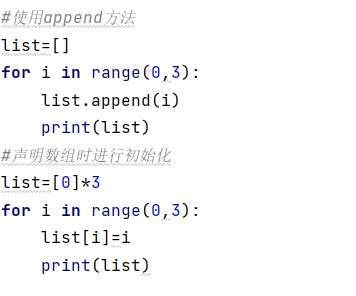 #使用append方法
list=[]
for i in range(0,3):
    list.append(i)
    print(list)
#声明数组时进行初始化
list=[0]*3
for i in range(0,3):
    list[i]=i
    print(list)